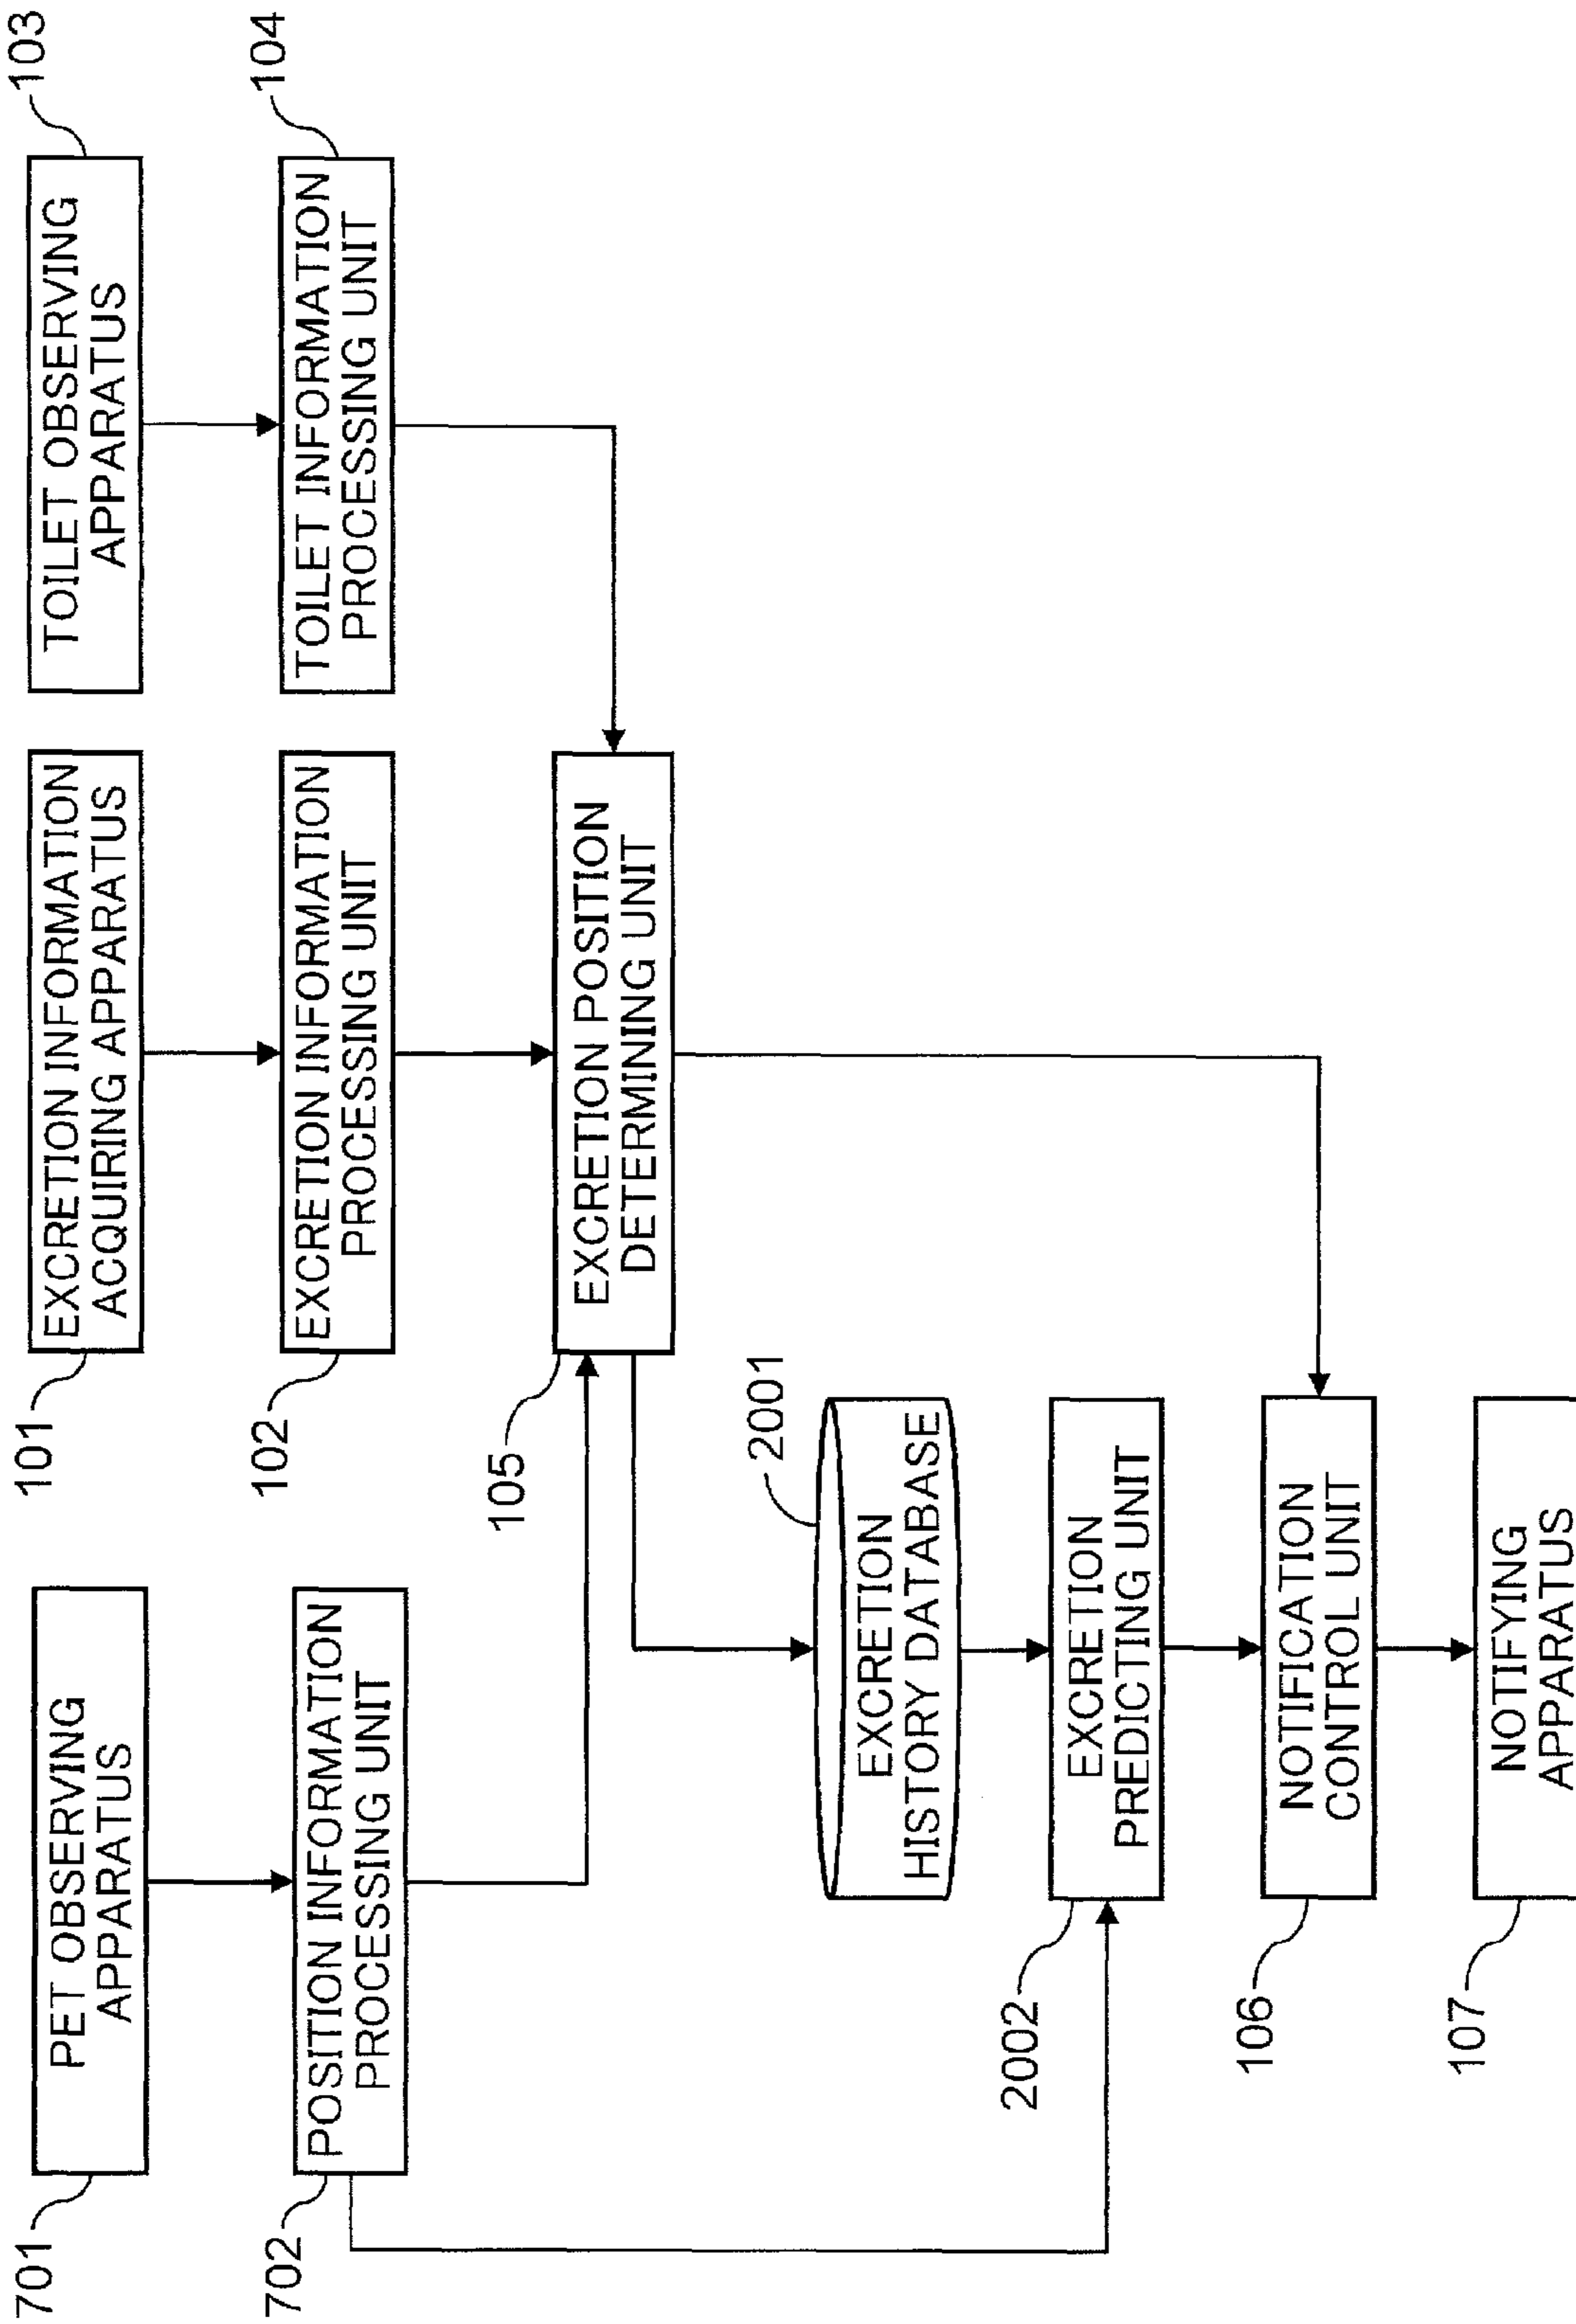 701
PET OBSERVING
APPARATUS
101
EXCRETION INFORMATION
ACQUIRING APPARATUS
TOILET OBSERVING
APPARATUS
103
702
POSITION INFORMATION
PROCESSING UNIT
102
EXCRETION INFORMATION
PROCESSING UNIT
TOILET INFORMATION
PROCESSING UNIT
104
105
EXCRETION POSITION
DETERMINING UNIT
EXCRETION
HISTORY DATABASE
2001
2002
EXCRETION
PREDICTING UNIT
106
NOTIFICATION
CONTROL UNIT
107
NOTIFYING
APPARATUS